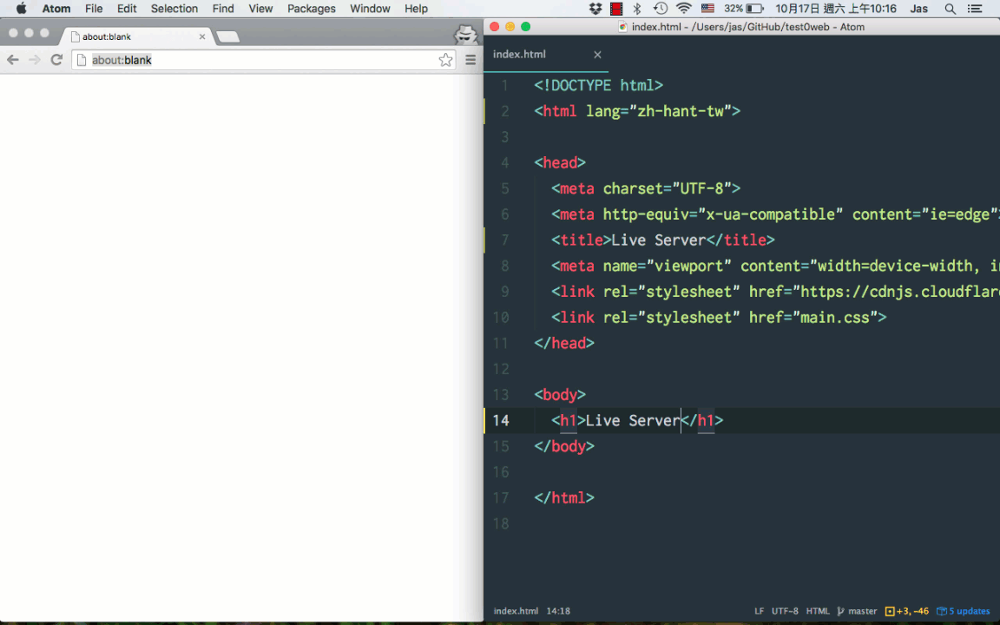 Atom File Edit Selection Find View Packages Window Help 32% 10月17日 週六 上午10:16 Jas
about:blank
about:blank
index.html - /Users/jas/GitHub/test0web - Atom
index.html
1 <!DOCTYPE html>
2 <html lang="zh-hant-tw">
3
4 <head>
5 <meta charset="UTF-8">
6 <meta http-equiv="x-ua-compatible" content="ie=edge">
7 <title>Live Server</title>
8 <meta name="viewport" content="width=device-width, in
9 <link rel="stylesheet" href="https://cdnjs.cloudflare
10 <link rel="stylesheet" href="main.css">
11 </head>
12
13 <body>
14 <h1>Live Server</h1>
15 </body>
16
17 </html>
18
index.html 14:18 LF UTF-8 HTML master +3, -46 5 updates